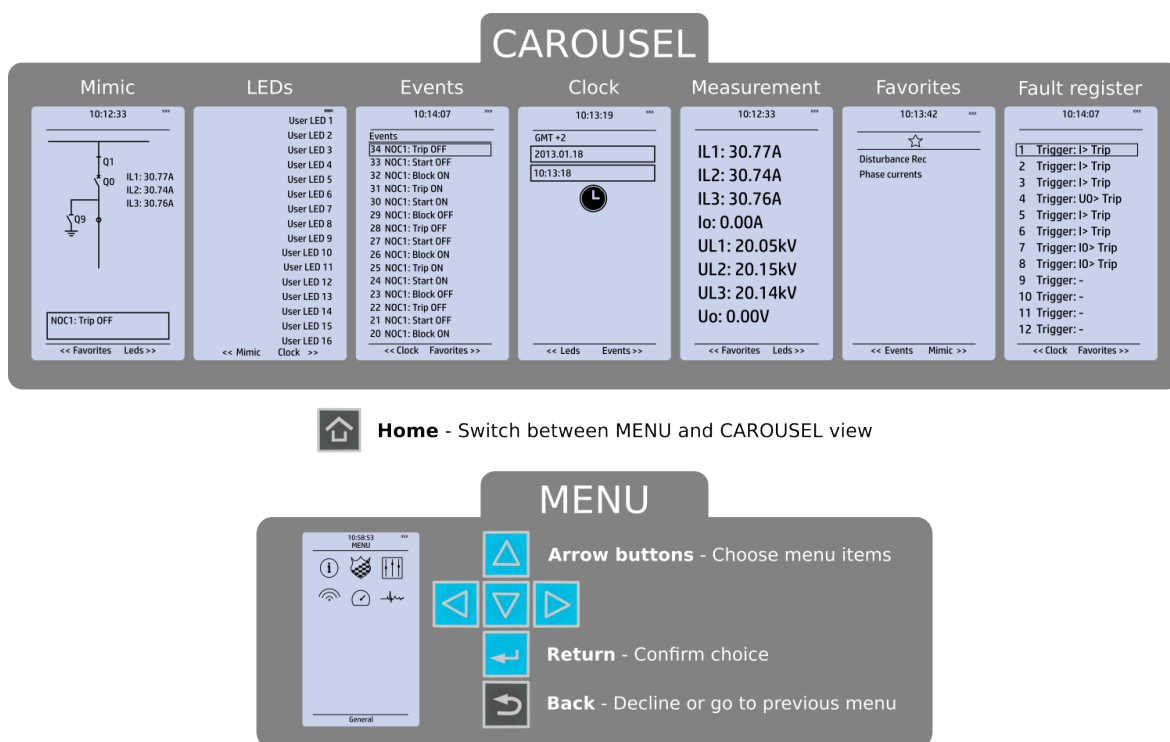 CAROUSEL
Mimic
10:12:33 xxx
Q1
Q0
IL1: 30.77A
IL2: 30.74A
IL3: 30.76A
Q9
NOC1: Trip OFF
<< Favorites Leds >>
LEDs
User LED 1
User LED 2
User LED 3
User LED 4
User LED 5
User LED 6
User LED 7
User LED 8
User LED 9
User LED 10
User LED 11
User LED 12
User LED 13
User LED 14
User LED 15
User LED 16
<< Mimic Clock >>
Events
10:14:07 xxx
Events
34 NOC1: Trip OFF
33 NOC1: Start OFF
32 NOC1: Block ON
31 NOC1: Trip ON
30 NOC1: Start ON
29 NOC1: Block OFF
28 NOC1: Trip OFF
27 NOC1: Start OFF
26 NOC1: Block ON
25 NOC1: Trip ON
24 NOC1: Start ON
23 NOC1: Block OFF
22 NOC1: Trip OFF
21 NOC1: Start OFF
20 NOC1: Block ON
<< Clock Favorites >>
Clock
10:13:19 xxx
GMT +2
2013.01.18
10:13:18
<< Leds Events >>
Measurement
10:12:33 xxx
IL1: 30.77A
IL2: 30.74A
IL3: 30.76A
Io: 0.00A
UL1: 20.05kV
UL2: 20.15kV
UL3: 20.14kV
Uo: 0.00V
<< Favorites Leds >>
Favorites
10:13:42 xxx
Disturbance Rec
Phase currents
<< Events Mimic >>
Fault register
10:14:07 xxx
1 Trigger: I> Trip
2 Trigger: I> Trip
3 Trigger: I> Trip
4 Trigger: U0> Trip
5 Trigger: I> Trip
6 Trigger: I> Trip
7 Trigger: I0> Trip
8 Trigger: I0> Trip
9 Trigger: -
10 Trigger: -
11 Trigger: -
12 Trigger: -
<< Clock Favorites >>
Home - Switch between MENU and CAROUSEL view
MENU
10:58:53 xxx
MENU
General
Arrow buttons - Choose menu items
Return - Confirm choice
Back - Decline or go to previous menu